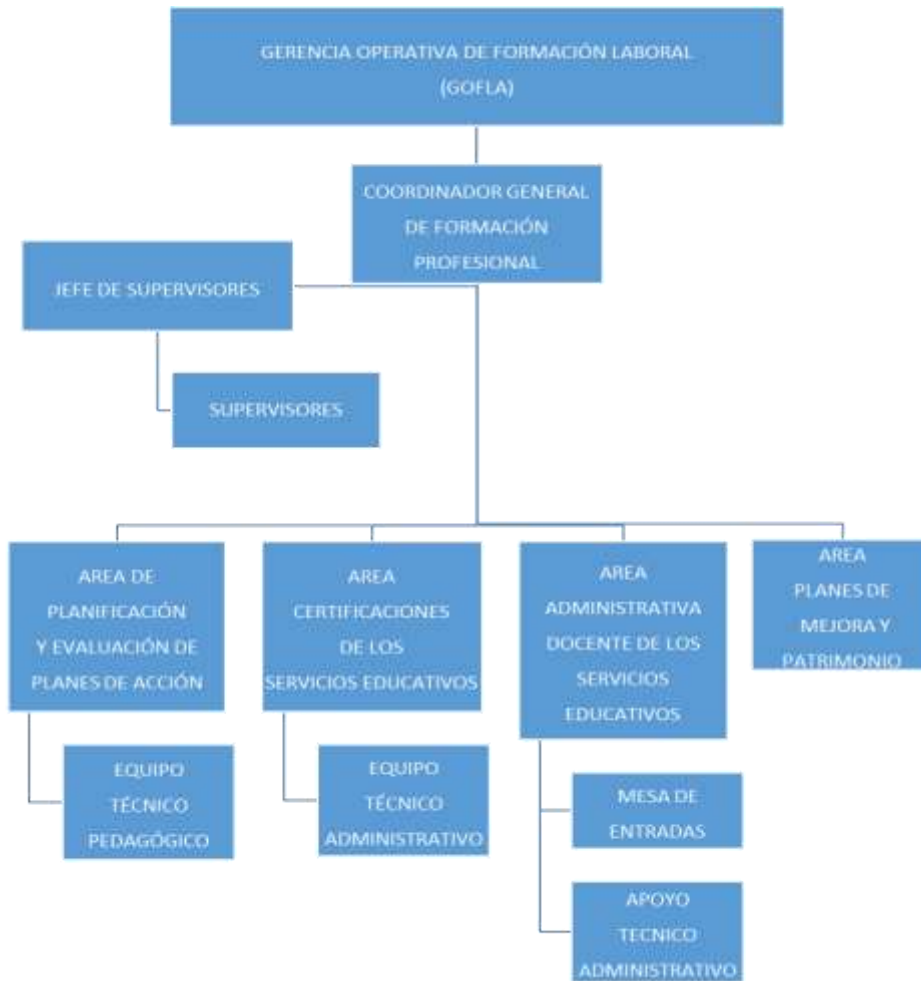 GERENCIA OPERATIVA DE FORMACIÓN LABORAL
(GOFLA)
COORDINADOR GENERAL
DE FORMACIÓN
PROFESIONAL
JEFE DE SUPERVISORES
SUPERVISORES
AREA DE
PLANIFICACIÓN
Y EVALUACIÓN DE
PLANES DE ACCIÓN
AREA
CERTIFICACIONES
DE LOS
SERVICIOS EDUCATIVOS
AREA
ADMINISTRATIVA
DOCENTE DE LOS
SERVICIOS
EDUCATIVOS
AREA
PLANES DE
MEJORA Y
PATRIMONIO
EQUIPO
TÉCNICO
PEDAGÓGICO
EQUIPO
TÉCNICO
ADMINISTRATIVO
MESA DE
ENTRADAS
APOYO
TECNICO
ADMINISTRATIVO